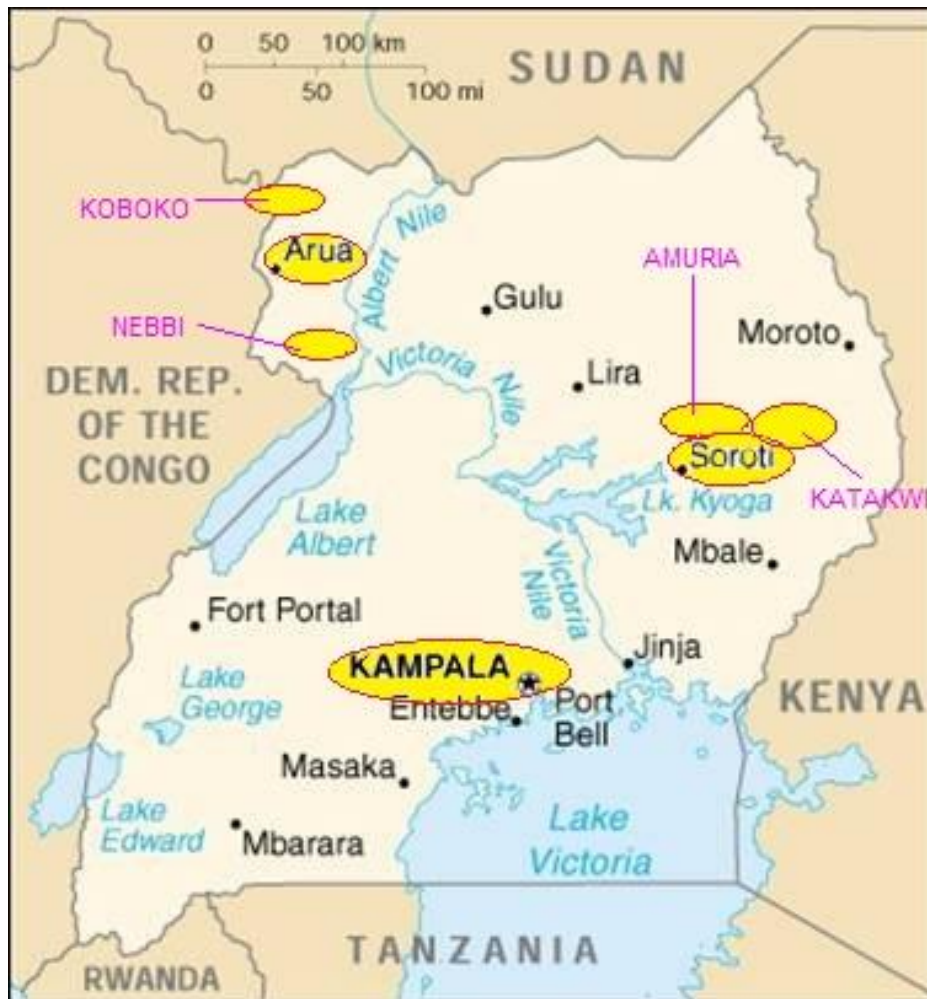 0 50 100 km
0 50 100 mi
SUDAN
KOBOKO
Arua
Albert Nile
AMURIA
Gulu
NEBBI
Moroto
Victoria Nile
Lira
DEM. REP.
OF THE
CONGO
Soroti
KATAKWI
Lk. Kyoga
Lake
Albert
Mbale
Victoria
Nile
Fort Portal
Jinja
KAMPALA
Lake
George
KENYA
Entebbe
Port
Bell
Masaka
Lake
Edward
Lake
Victoria
Mbarara
TANZANIA
RWANDA